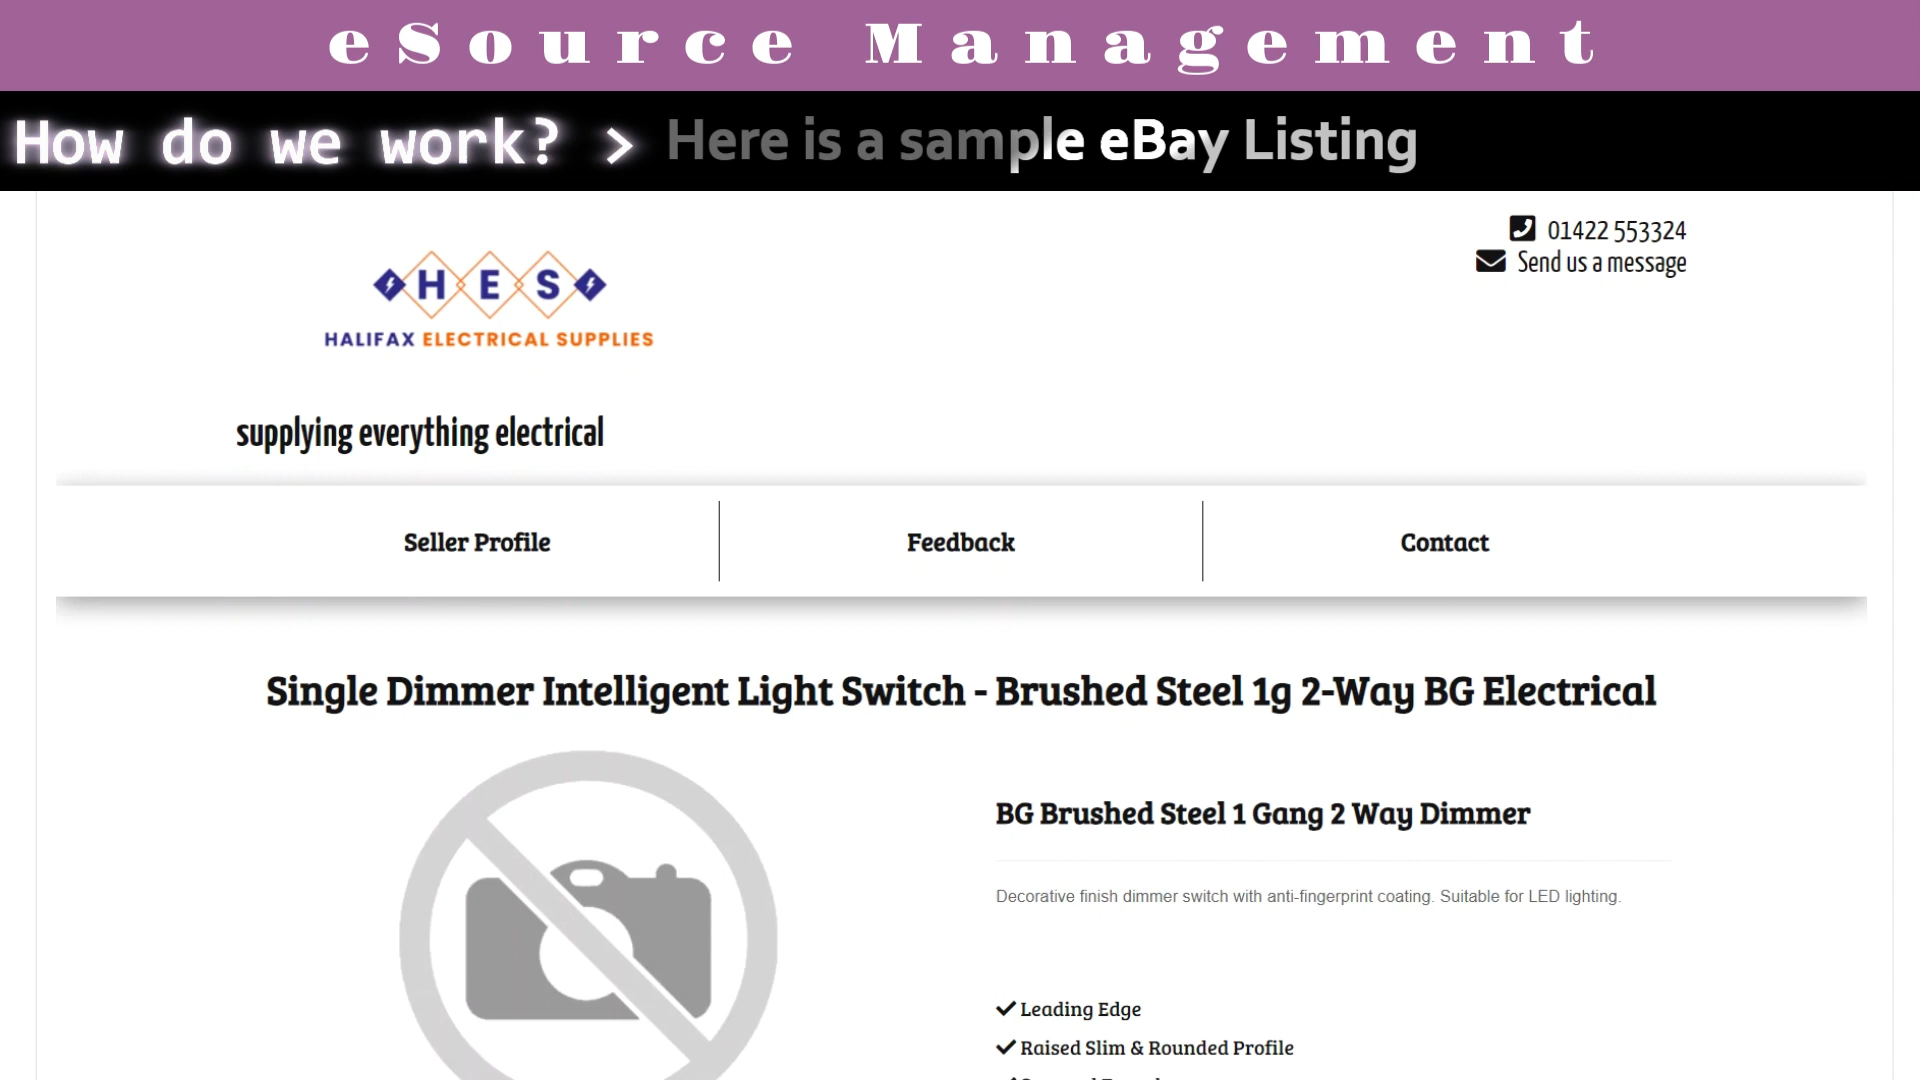 eSource Management
How do we work? > Here is a sample eBay Listing
01422 553324
Send us a message
H E S
HALIFAX ELECTRICAL SUPPLIES
supplying everything electrical
Seller Profile
Feedback
Contact
Single Dimmer Intelligent Light Switch - Brushed Steel 1g 2-Way BG Electrical
BG Brushed Steel 1 Gang 2 Way Dimmer
Decorative finish dimmer switch with anti-fingerprint coating. Suitable for LED lighting.
Leading Edge
Raised Slim & Rounded Profile